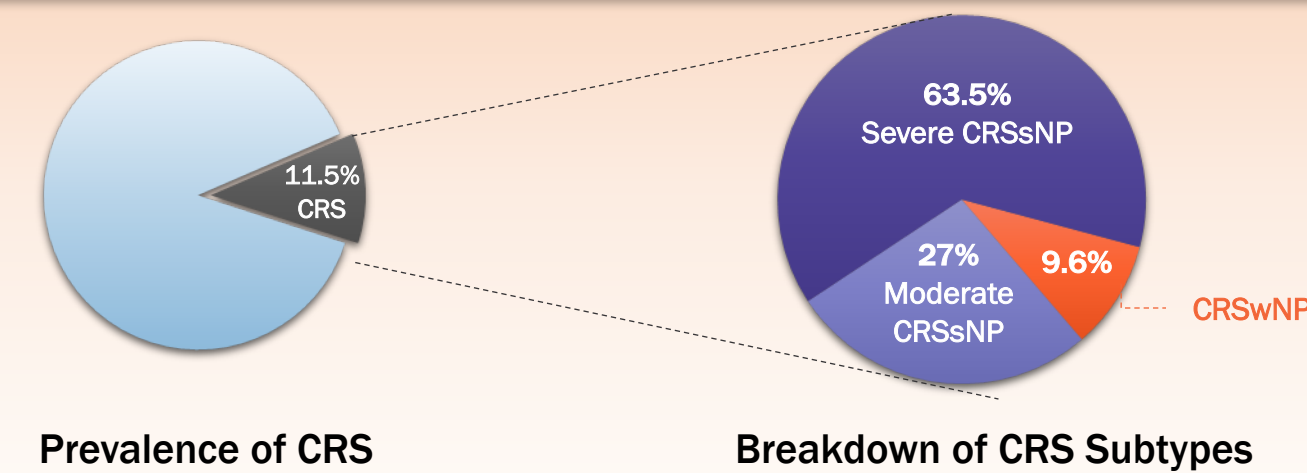 11.5%
CRS
63.5%
Severe CRSsNP
27%
Moderate
CRSsNP
9.6%
CRSwNP
Prevalence of CRS
Breakdown of CRS Subtypes